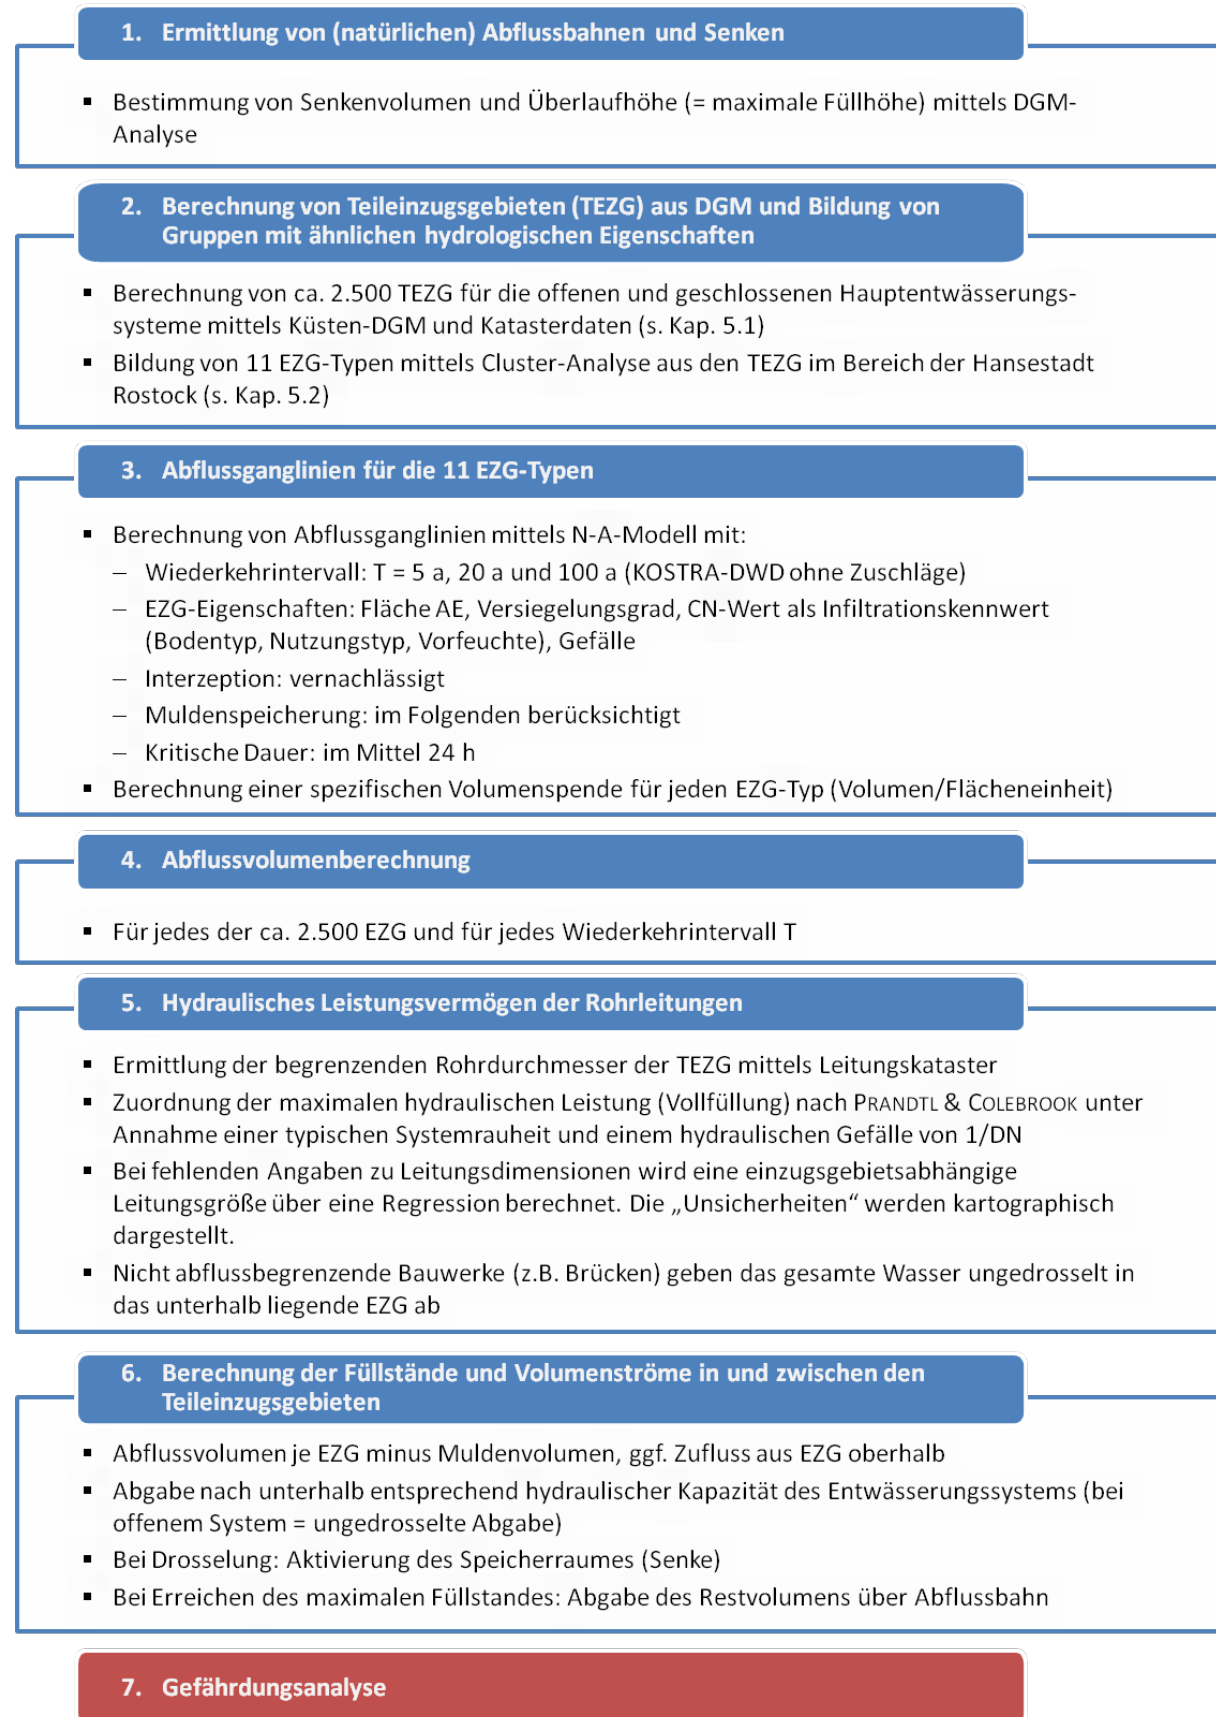 1. Ermittlung von (natürlichen) Abflussbahnen und Senken
▪ Bestimmung von Senkenvolumen und Überlaufhöhe (= maximale Füllhöhe) mittels DGM-
Analyse
2. Berechnung von Teileinzugsgebieten (TEZG) aus DGM und Bildung von
Gruppen mit ähnlichen hydrologischen Eigenschaften
▪ Berechnung von ca. 2.500 TEZG für die offenen und geschlossenen Hauptentwässerungs-
systeme mittels Küsten-DGM und Katasterdaten (s. Kap. 5.1)
▪ Bildung von 11 EZG-Typen mittels Cluster-Analyse aus den TEZG im Bereich der Hansestadt
Rostock (s. Kap. 5.2)
3. Abflussganglinien für die 11 EZG-Typen
▪ Berechnung von Abflussganglinien mittels N-A-Modell mit:
– Wiederkehrintervall: T = 5 a, 20 a und 100 a (KOSTRA-DWD ohne Zuschläge)
– EZG-Eigenschaften: Fläche AE, Versiegelungsgrad, CN-Wert als Infiltrationskennwert
(Bodentyp, Nutzungstyp, Vorfeuchte), Gefälle
– Interzeption: vernachlässigt
– Muldenspeicherung: im Folgenden berücksichtigt
– Kritische Dauer: im Mittel 24 h
▪ Berechnung einer spezifischen Volumenspende für jeden EZG-Typ (Volumen/Flächeneinheit)
4. Abflussvolumenberechnung
▪ Für jedes der ca. 2.500 EZG und für jedes Wiederkehrintervall T
5. Hydraulisches Leistungsvermögen der Rohrleitungen
▪ Ermittlung der begrenzenden Rohrdurchmesser der TEZG mittels Leitungskataster
▪ Zuordnung der maximalen hydraulischen Leistung (Vollfüllung) nach PRANDTL & COLEBROOK unter
Annahme einer typischen Systemrauheit und einem hydraulischen Gefälle von 1/DN
▪ Bei fehlenden Angaben zu Leitungsdimensionen wird eine einzugsgebietsabhängige
Leitungsgröße über eine Regression berechnet. Die „Unsicherheiten“ werden kartographisch
dargestellt.
▪ Nicht abflussbegrenzende Bauwerke (z.B. Brücken) geben das gesamte Wasser ungedrosselt in
das unterhalb liegende EZG ab
6. Berechnung der Füllstände und Volumenströme in und zwischen den
Teileinzugsgebieten
▪ Abflussvolumen je EZG minus Muldenvolumen, ggf. Zufluss aus EZG oberhalb
▪ Abgabe nach unterhalb entsprechend hydraulischer Kapazität des Entwässerungssystems (bei
offenem System = ungedrosselte Abgabe)
▪ Bei Drosselung: Aktivierung des Speicherraumes (Senke)
▪ Bei Erreichen des maximalen Füllstandes: Abgabe des Restvolumens über Abflussbahn
7. Gefährdungsanalyse